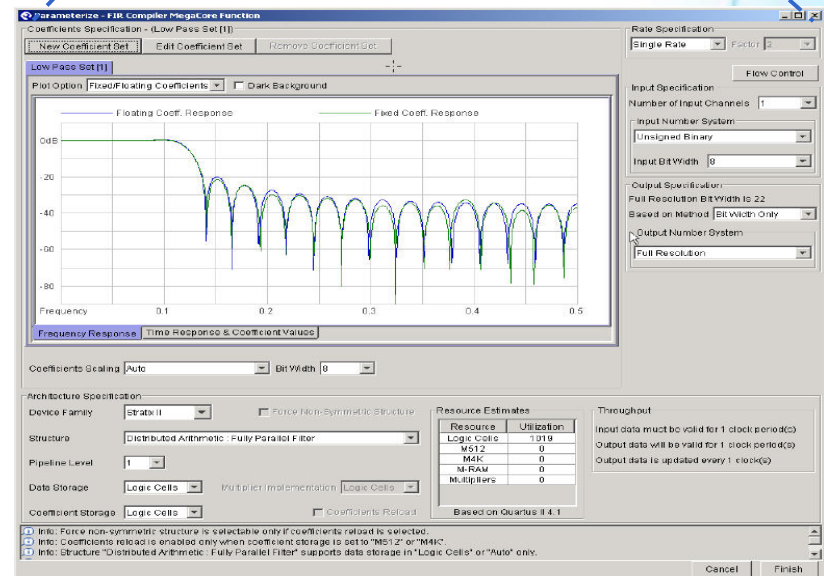 Parameterize - FIR Compiler MegaCore Function
Coefficients Specification - (Low Pass Set [1])
New Coefficient Set
Edit Coefficient Set
Remove Coefficient Set
Low Pass Set [1]
Plot Option Fixed/Floating Coefficients
Dark Background
Floating Coeff. Response
Fixed Coeff. Response
0dB
-20
-40
-60
-80
Frequency 0.1 0.2 0.3 0.4 0.5
Frequency Response
Time Response & Coefficient Values
Coefficients Scaling Auto
Bit Width 8
Rate Specification
Single Rate
Factor 2
Flow Control
Input Specification
Number of Input Channels 1
Input Number System
Unsigned Binary
Input Bit Width 8
Output Specification
Full Resolution Bit Width is 22
Based on Method Bit Width Only
Output Number System
Full Resolution
Architecture Specification
Device Family Stratix II
Force Non-Symmetric Structure
Structure Distributed Arithmetic : Fully Parallel Filter
Pipeline Level 1
Data Storage Logic Cells
Multiplier Implementation Logic Cells
Coefficient Storage Logic Cells
Coefficients Reload
Resource Estimates
Resource Utilization
Logic Cells 1019
M512 0
M4K 0
M-RAM 0
Multipliers 0
Based on Quartus II 4.1
Throughput
Input data must be valid for 1 clock period(s)
Output data will be valid for 1 clock period(s)
Output data is updated every 1 clock(s)
Info: Force non-symmetric structure is selectable only if coefficients reload is selected.
Info: Coefficients reload is enabled only when coefficient storage is set to "M512" or "M4K".
Info: Structure "Distributed Arithmetic : Fully Parallel Filter" supports data storage in "Logic Cells" or "Auto" only.
Cancel
Finish